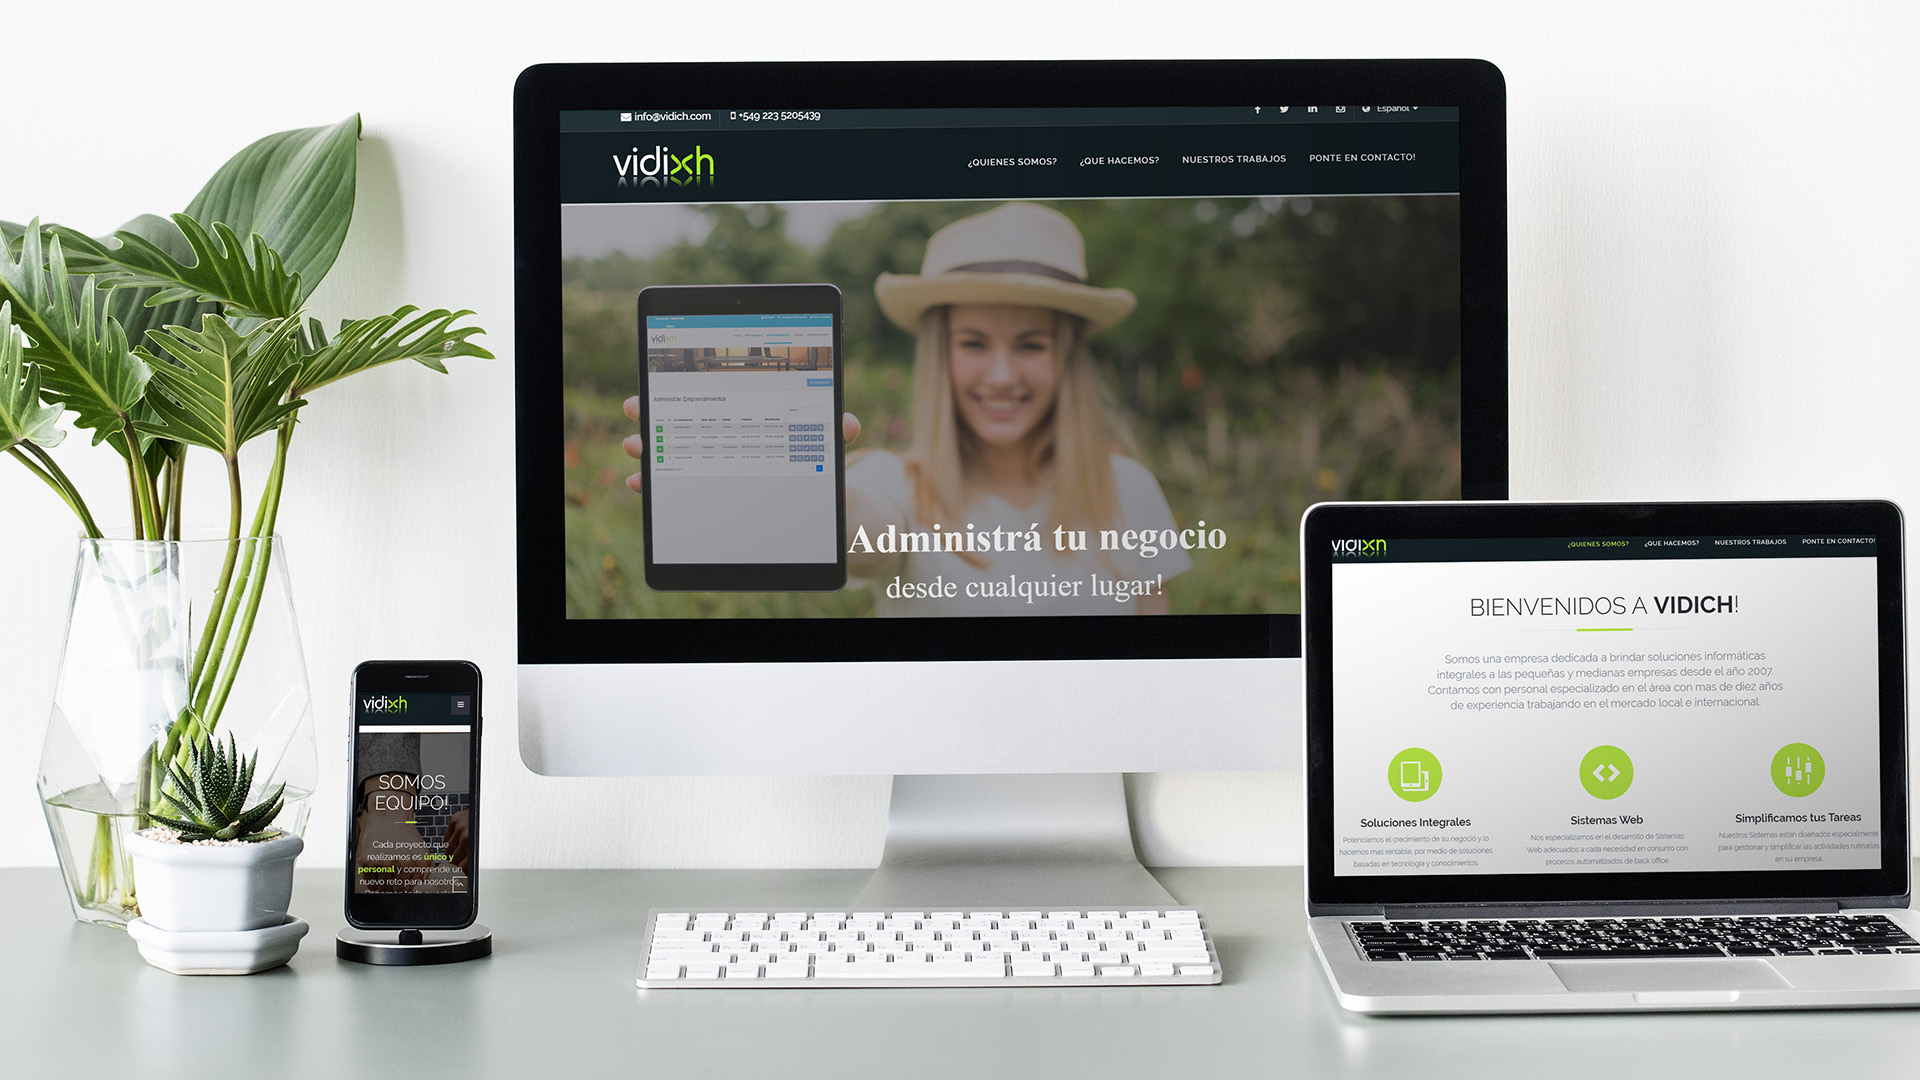 info@vidich.com
+549 223 5205439
Español
vidixh
¿QUIENES SOMOS?
¿QUE HACEMOS?
NUESTROS TRABAJOS
PONTE EN CONTACTO!
vidixh
Administrar Emprendimientos
Administrá tu negocio
desde cualquier lugar!
vidixh
SOMOS
EQUIPO!
Cada proyecto que
realizamos es único y
personal y comprende un
nuevo reto para nosotros.
vidixh
¿QUIENES SOMOS?
¿QUE HACEMOS?
NUESTROS TRABAJOS
PONTE EN CONTACTO!
BIENVENIDOS A VIDICH!
Somos una empresa dedicada a brindar soluciones informáticas
integrales a las pequeñas y medianas empresas desde el año 2007.
Contamos con personal especializado en el área con mas de diez años
de experiencia trabajando en el mercado local e internacional.
Soluciones Integrales
Potenciamos el crecimiento de su negocio y lo
hacemos mas rentable, por medio de soluciones
basadas en tecnología y conocimientos.
Sistemas Web
Nos especializamos en el desarrollo de Sistemas
Web adecuados a cada necesidad en conjunto con
procesos automatizados de back office.
Simplificamos tus Tareas
Nuestros Sistemas están diseñados especialmente
para gestionar y simplificar las actividades rutinarias
en su empresa.